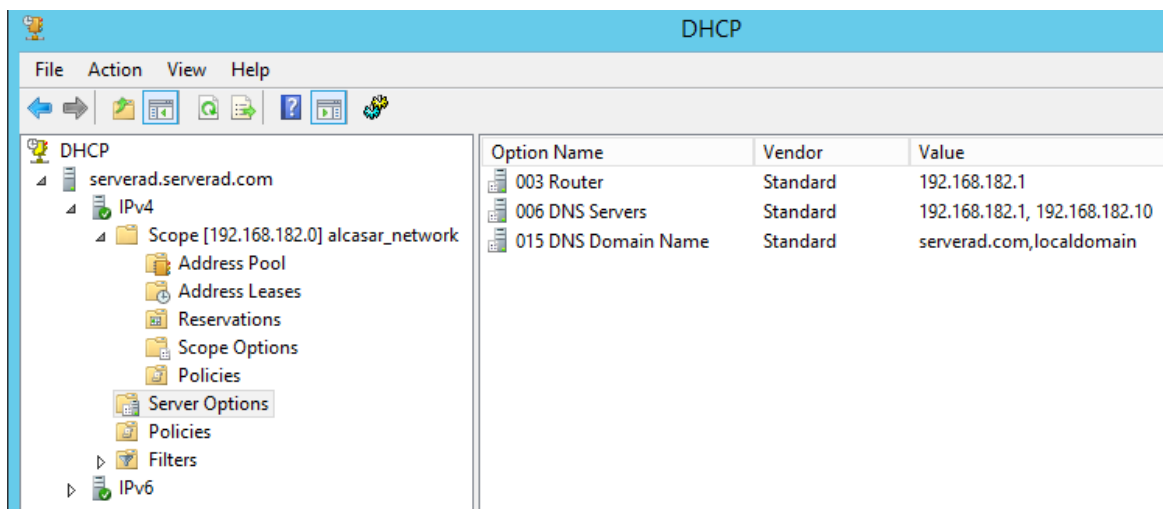 DHCP
File Action View Help
DHCP
serverad.serverad.com
IPv4
Scope [192.168.182.0] alcasar_network
Address Pool
Address Leases
Reservations
Scope Options
Policies
Server Options
Policies
Filters
IPv6
Option Name Vendor Value
003 Router Standard 192.168.182.1
006 DNS Servers Standard 192.168.182.1, 192.168.182.10
015 DNS Domain Name Standard serverad.com,localdomain